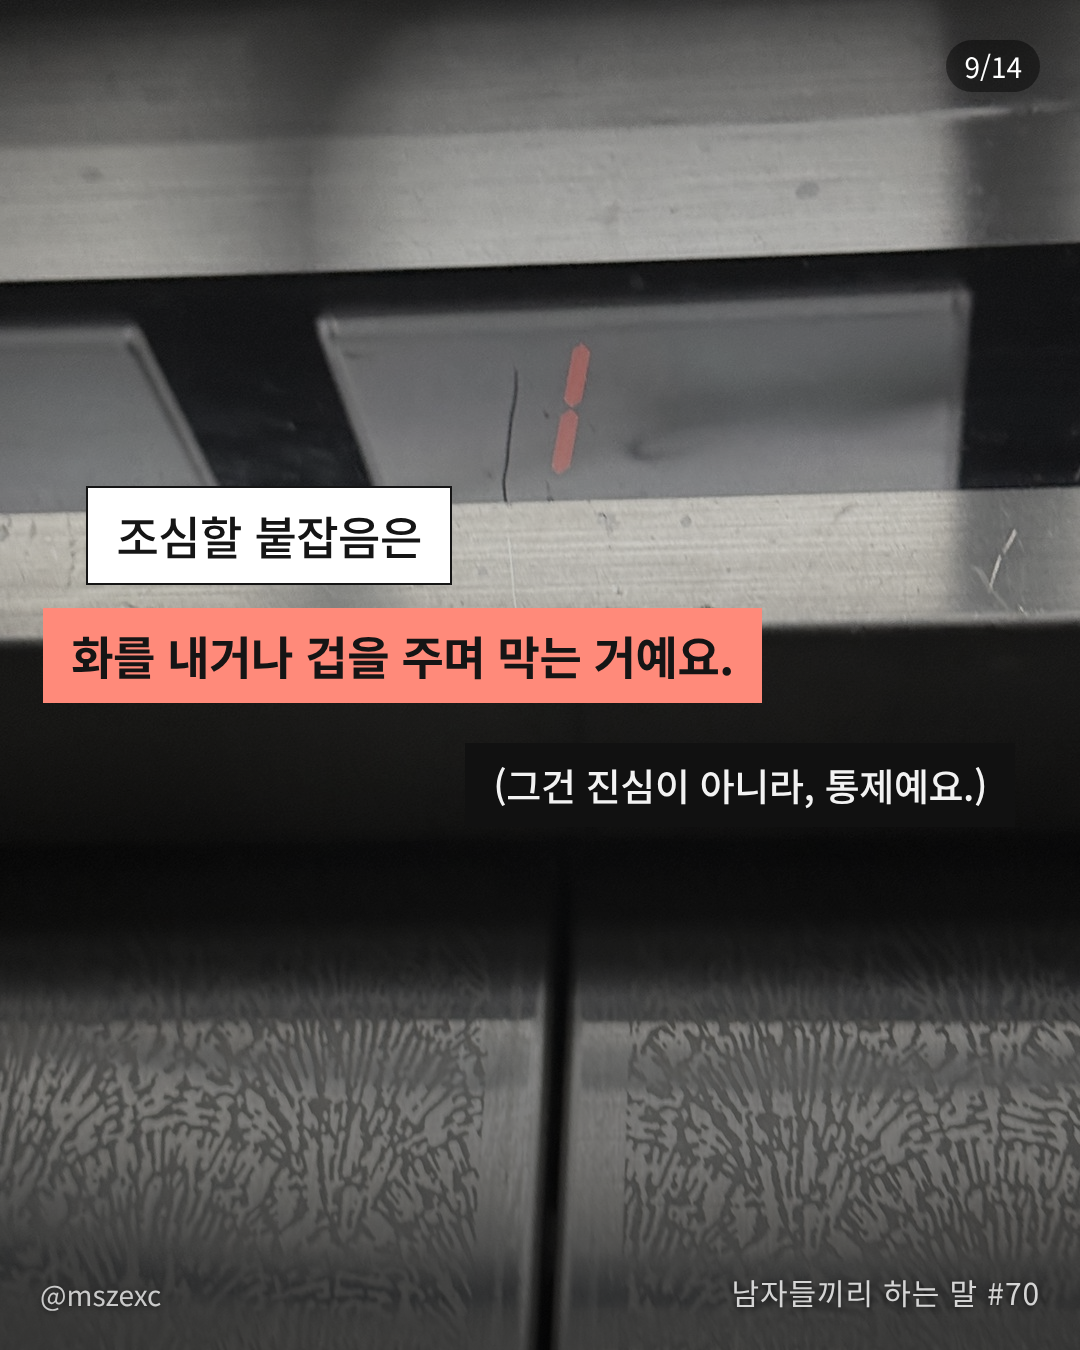 9/14
1
조심할 붙잡음은
화를 내거나 겁을 주며 막는 거예요.
(그건 진심이 아니라, 통제예요.)
@mszexc
남자들끼리 하는 말 #70